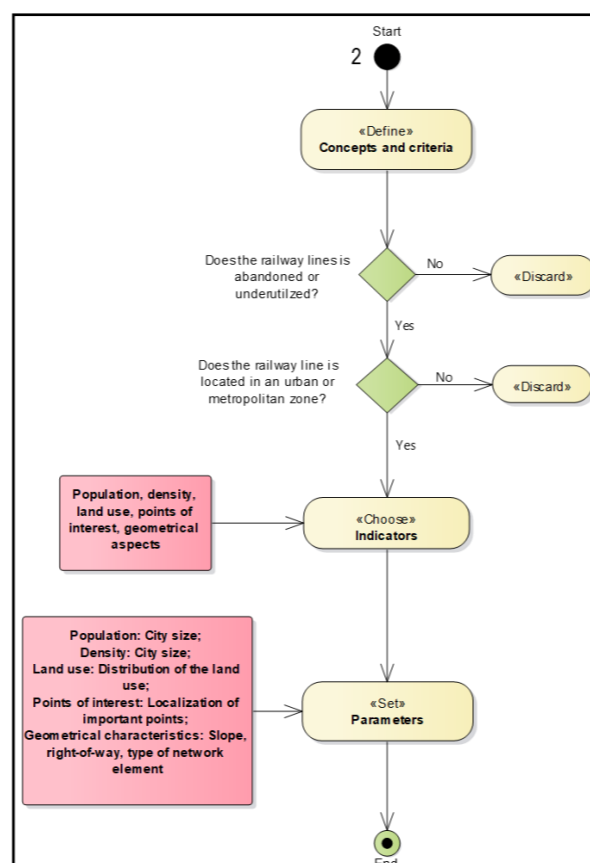 Start
2
«Define»
Concepts and criteria
Does the railway lines is
abandoned or
underutilzed?
No
«Discard»
Yes
Does the railway line is
located in an urban or
metropolitan zone?
No
«Discard»
Yes
Population, density,
land use, points of
interest, geometrical
aspects
«Choose»
Indicators
Population: City size;
Density: City size;
Land use: Distribution of the land
use;
Points of interest: Localization of
important points;
Geometrical characteristics: Slope,
right-of-way, type of network
element
«Set»
Parameters
End